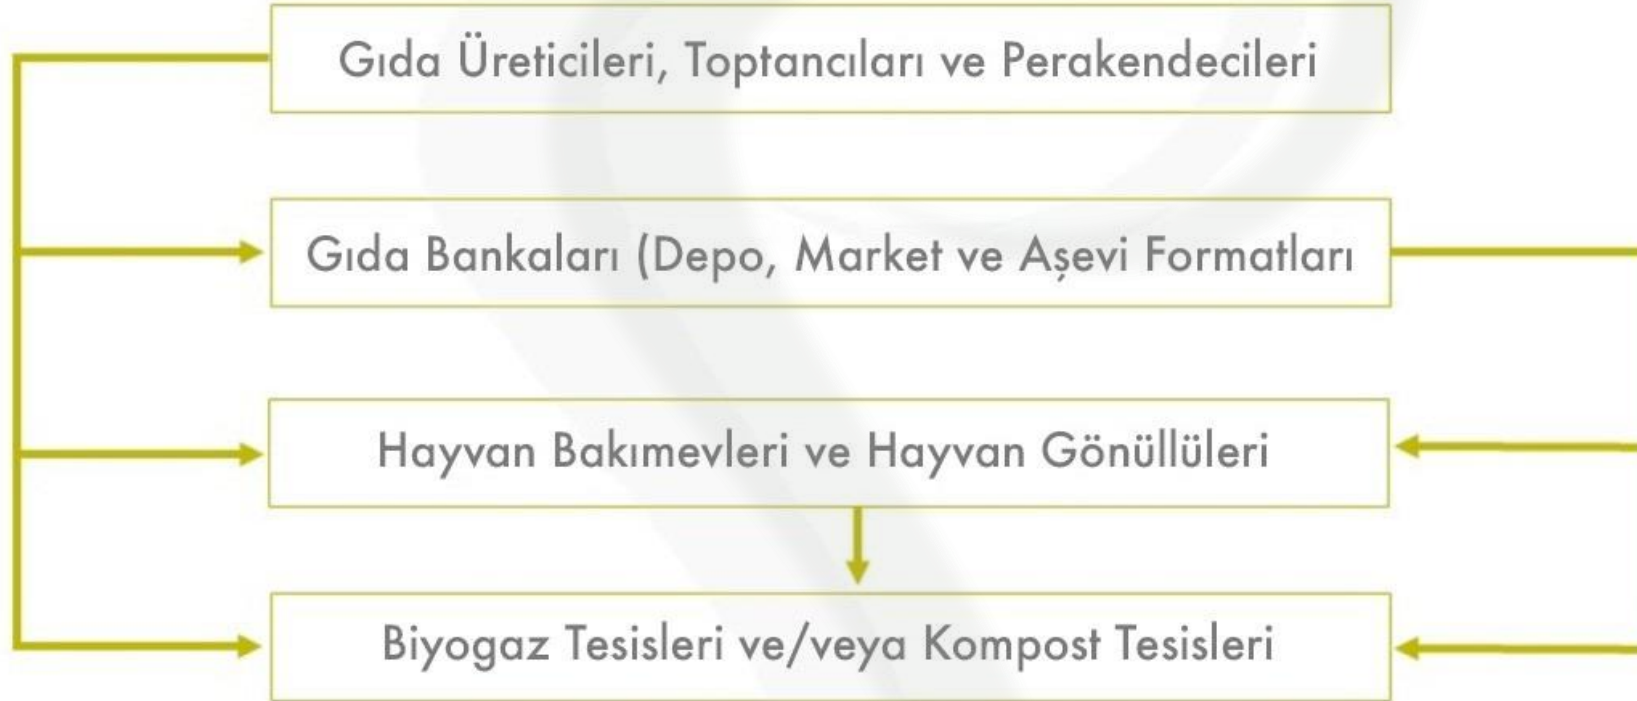 Gıda Üreticileri, Toptancıları ve Perakendecileri
Gıda Bankaları (Depo, Market ve Aşevi Formatları
Hayvan Bakımevleri ve Hayvan Gönüllüleri
Biyogaz Tesisleri ve/veya Kompost Tesisleri